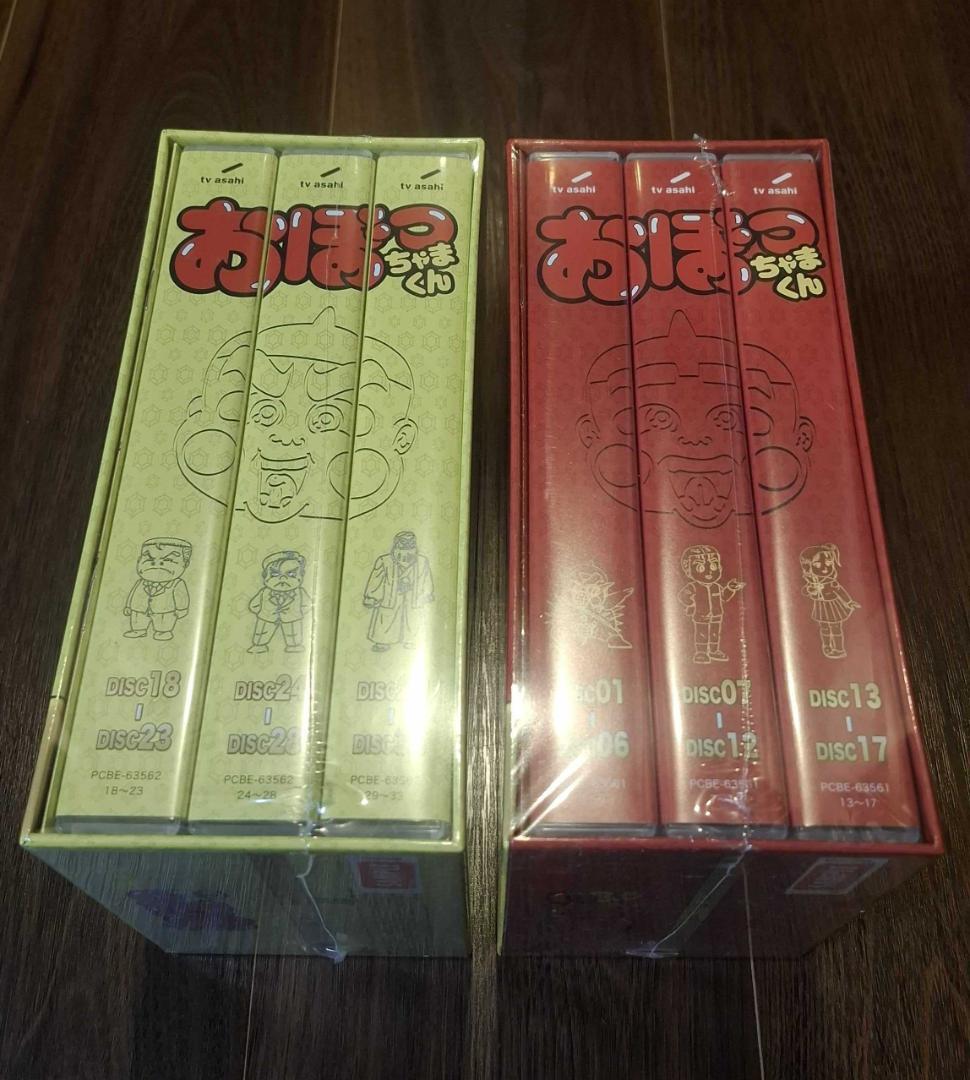 tv asahi
tv asahi
tv asahi
おぼっ
ちゃま
くん
DISC18
DISC23
PCBE-63562
18~23
DISC24
DISC28
PCBE-63562
24~28
DISC
29~33
tv asahi
tv asahi
tv asahi
おぼっ
ちゃま
くん
DISC07
DISC12
DISC13
DISC17
PCBE-63561
13~17